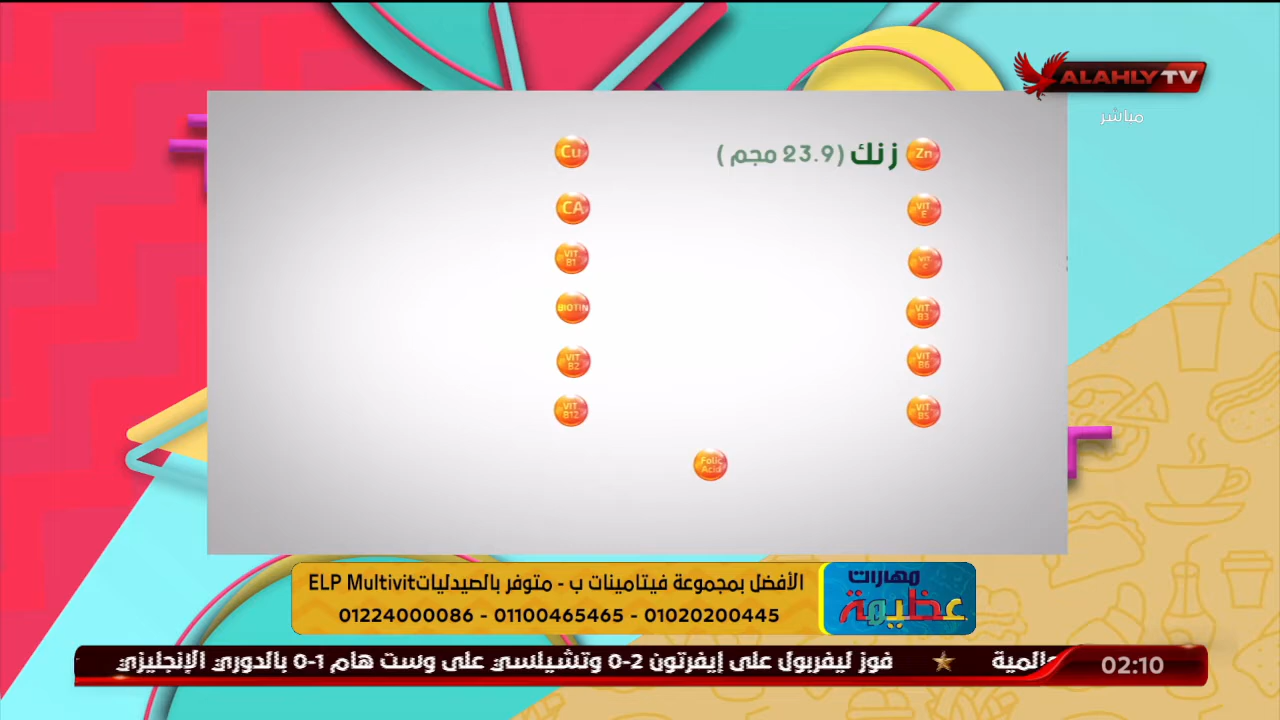 ALAHLY TV
مباشر
Zn زنك (23.9 مجم)
Cu
VIT E
CA
VIT C
VIT B1
VIT B3
BIOTIN
VIT B6
VIT B2
VIT B5
VIT B12
Folic Acid
مهارات عظيمة
ELP Multivitالأفضل بمجموعة فيتامينات ب - متوفر بالصيدليات
01224000086 - 01100465465 - 01020200445
فوز ليفربول على إيفرتون 2-0 وتشيلسي على وست هام 1-0 بالدوري الإنجليزي
02:10